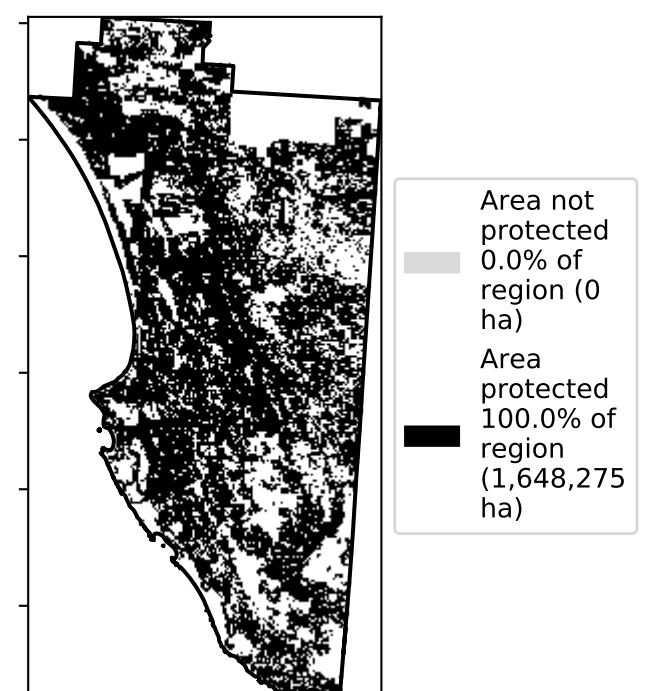 Area not
protected
0.0% of
region (0
ha)
Area
protected
100.0% of
region
(1,648,275
ha)